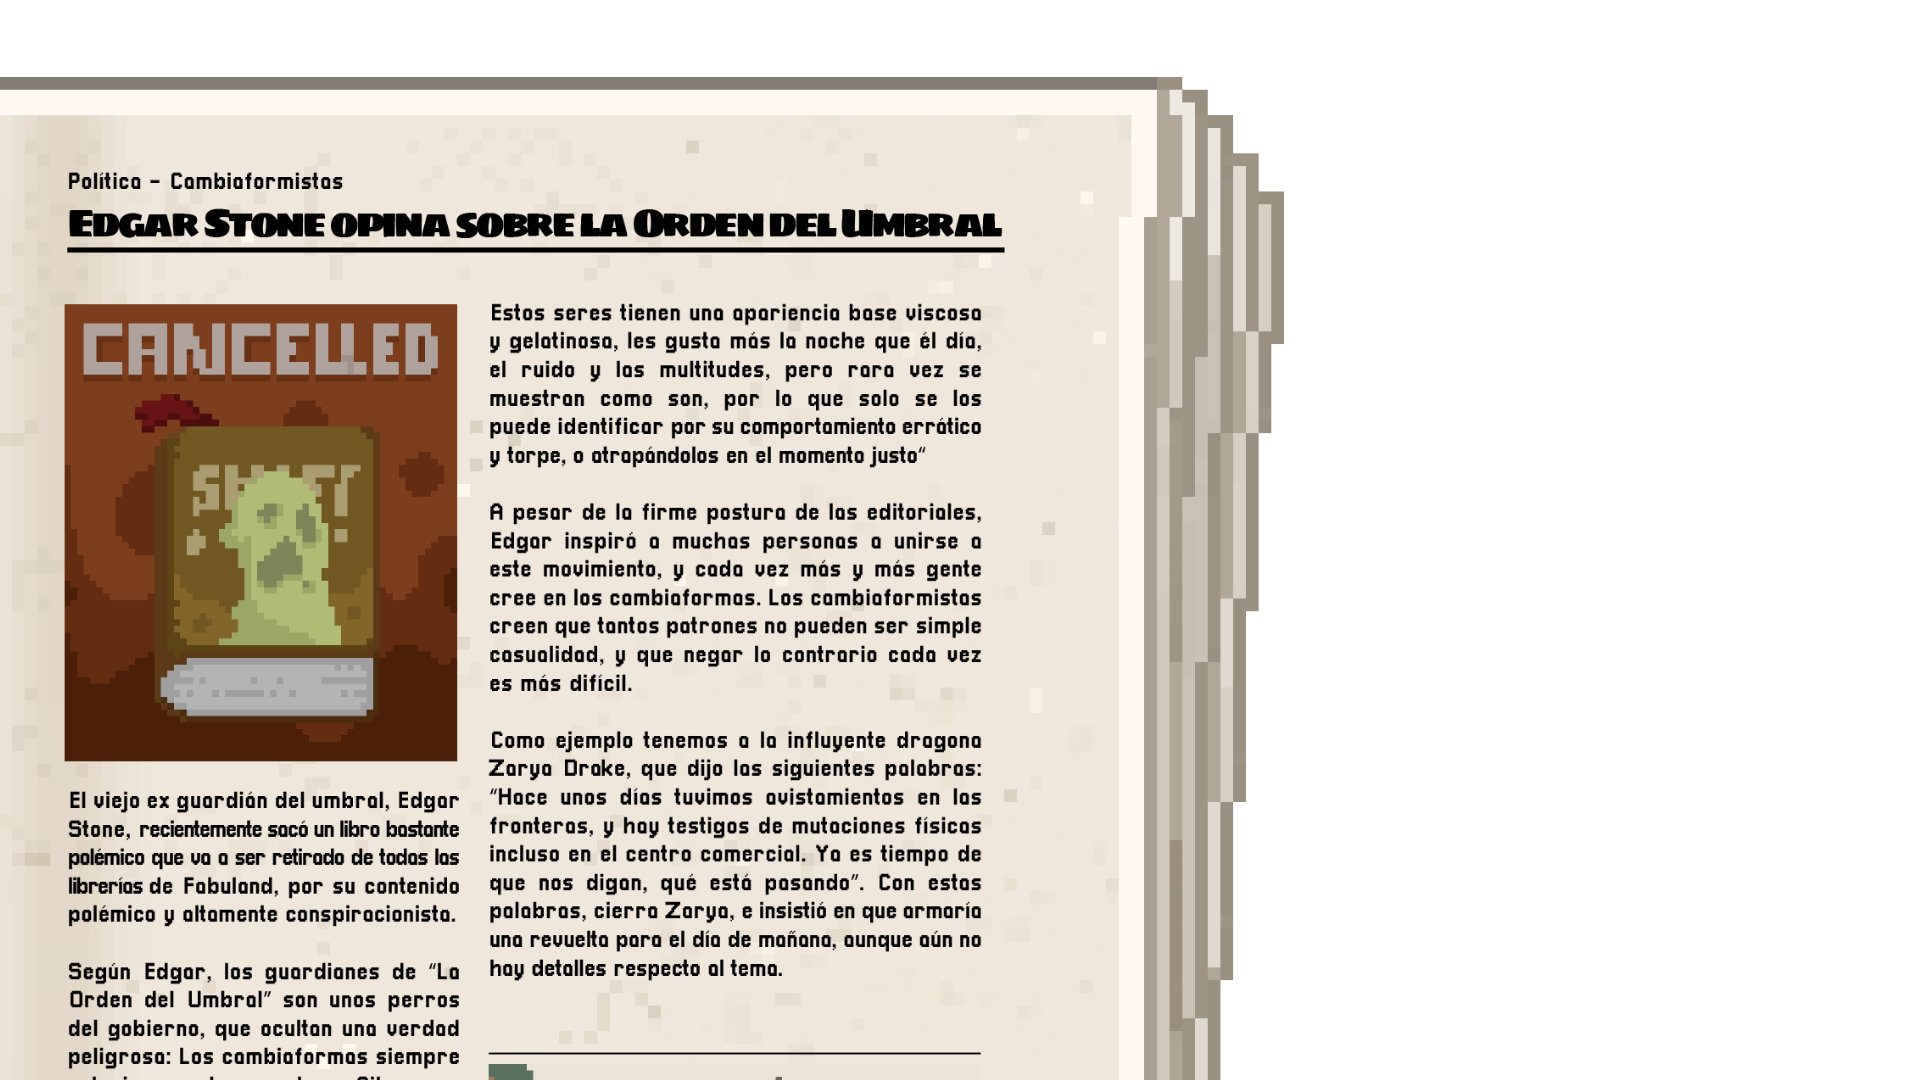 Política - Cambiaformistas
Edgar Stone opina sobre la Orden del Umbral
CANCELLED
El viejo ex guardián del umbral, Edgar
Stone, recientemente sacó un libro bastante
polémico que va a ser retirado de todas las
librerías de Fabuland, por su contenido
polémico y altamente conspiracionista.
Según Edgar, los guardianes de “La
Orden del Umbral” son unos perros
del gobierno, que ocultan una verdad
peligrosa: Los cambiaformas siempre
Estos seres tienen una apariencia base viscosa
y gelatinosa, les gusta más la noche que él día,
el ruido y las multitudes, pero rara vez se
muestran como son, por lo que solo se los
puede identificar por su comportamiento errático
y torpe, o atrapándolos en el momento justo“
A pesar de la firme postura de las editoriales,
Edgar inspiró a muchas personas a unirse a
este movimiento, y cada vez más y más gente
cree en los cambiaformas. Los cambiaformistas
creen que tantos patrones no pueden ser simple
casualidad, y que negar lo contrario cada vez
es más difícil.
Como ejemplo tenemos a la influyente dragona
Zarya Drake, que dijo las siguientes palabras:
“Hace unos días tuvimos avistamientos en las
fronteras, y hay testigos de mutaciones físicas
incluso en el centro comercial. Ya es tiempo de
que nos digan, qué está pasando”. Con estas
palabras, cierra Zarya, e insistió en que armaría
una revuelta para el día de mañana, aunque aún no
hay detalles respecto al tema.